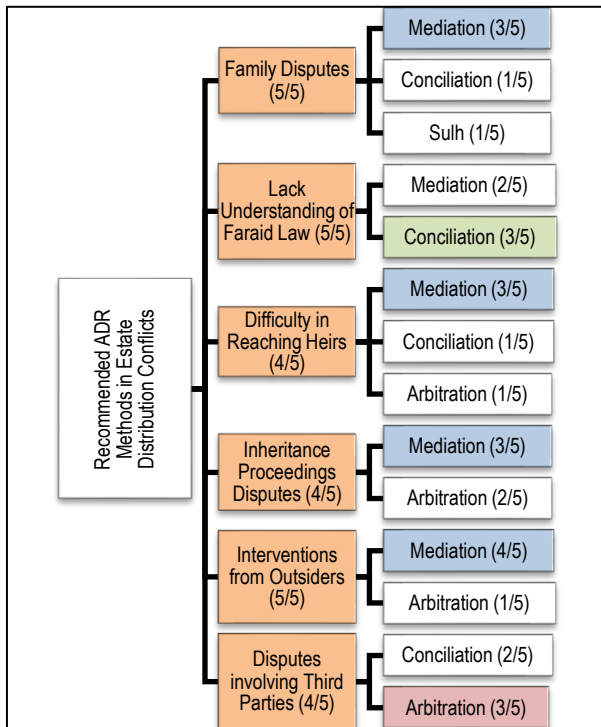 Recommended ADR
Methods in Estate
Distribution Conflicts
Family Disputes
(5/5)
Mediation (3/5)
Conciliation (1/5)
Sulh (1/5)
Lack
Understanding of
Faraid Law (5/5)
Mediation (2/5)
Conciliation (3/5)
Difficulty in
Reaching Heirs
(4/5)
Mediation (3/5)
Conciliation (1/5)
Arbitration (1/5)
Inheritance
Proceedings
Disputes (4/5)
Mediation (3/5)
Arbitration (2/5)
Interventions
from Outsiders
(5/5)
Mediation (4/5)
Arbitration (1/5)
Disputes
involving Third
Parties (4/5)
Conciliation (2/5)
Arbitration (3/5)